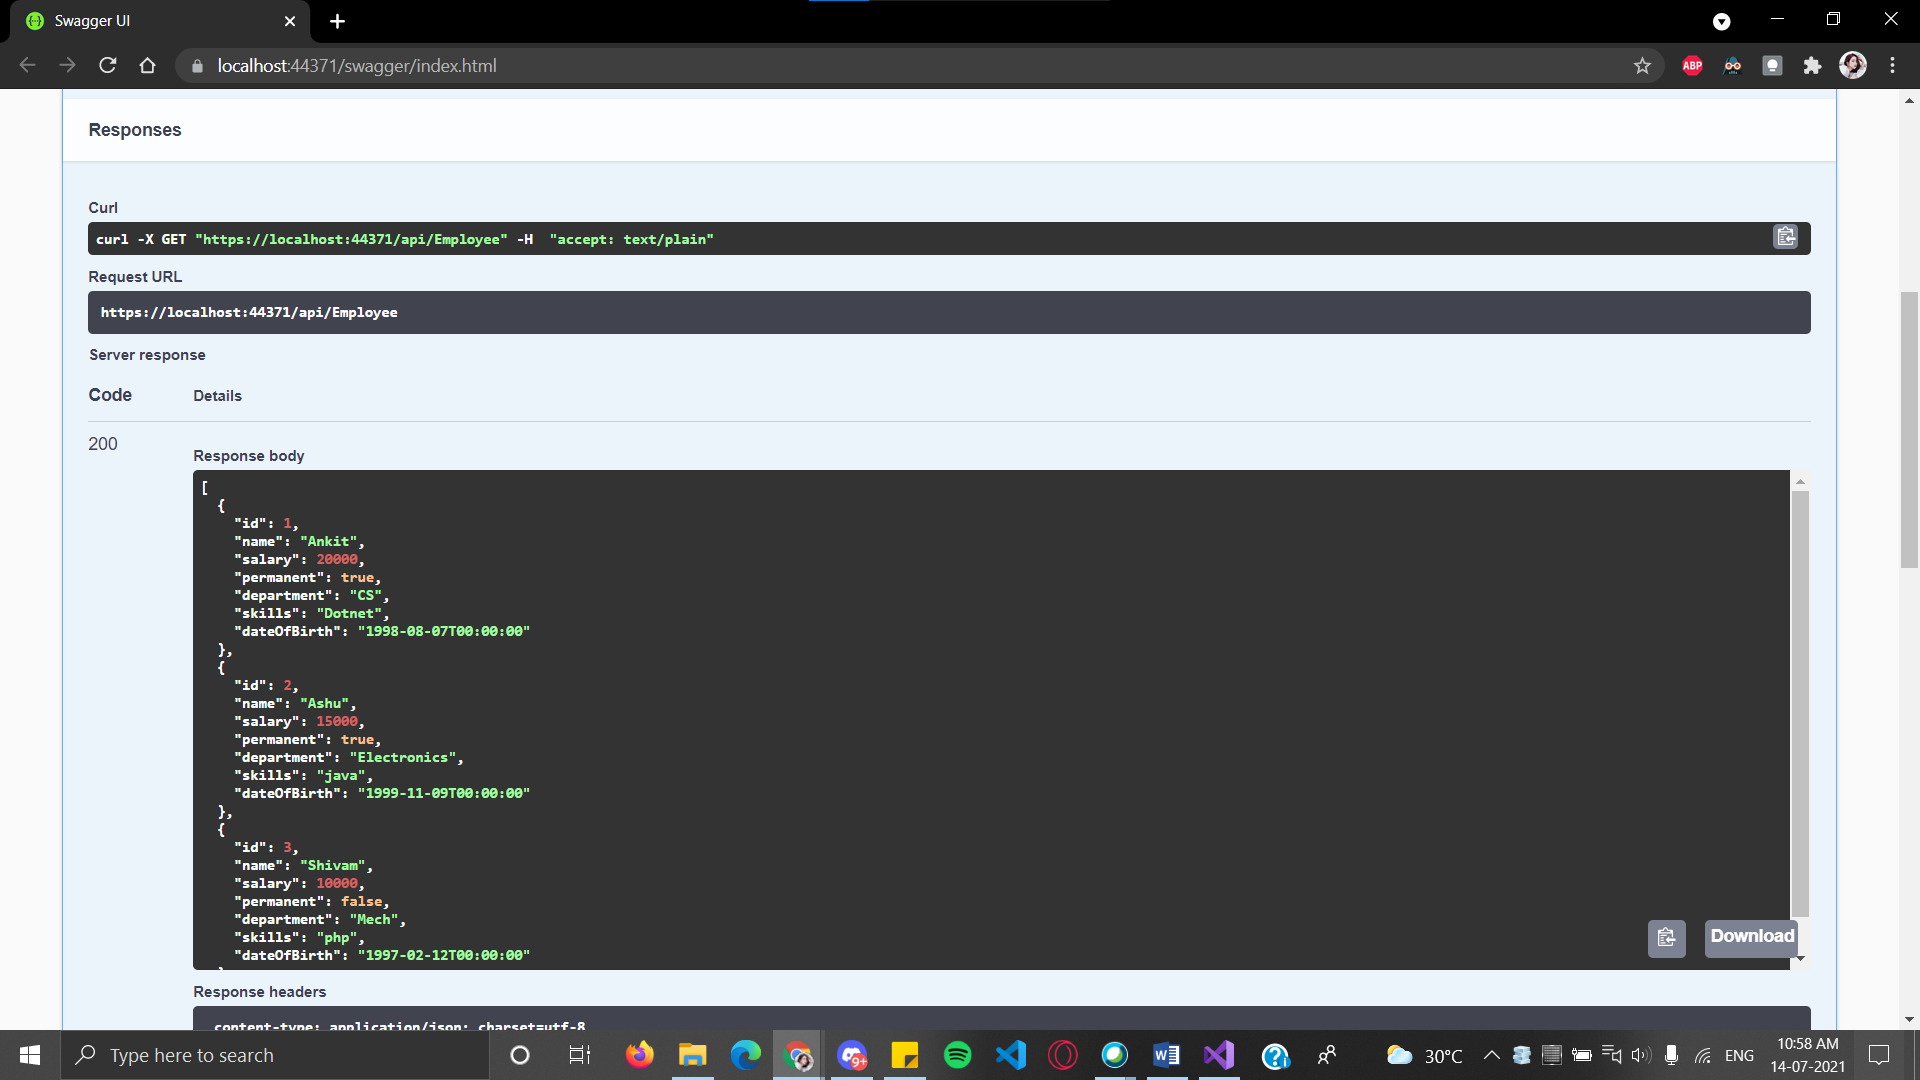 Swagger UI
localhost:44371/swagger/index.html
ABP
Responses
Curl
curl -X GET "https://localhost:44371/api/Employee" -H  "accept: text/plain"
Request URL
https://localhost:44371/api/Employee
Server response
Code Details
200
Response body
[
  {
    "id": 1,
    "name": "Ankit",
    "salary": 20000,
    "permanent": true,
    "department": "CS",
    "skills": "Dotnet",
    "dateOfBirth": "1998-08-07T00:00:00"
  },
  {
    "id": 2,
    "name": "Ashu",
    "salary": 15000,
    "permanent": true,
    "department": "Electronics",
    "skills": "java",
    "dateOfBirth": "1999-11-09T00:00:00"
  },
  {
    "id": 3,
    "name": "Shivam",
    "salary": 10000,
    "permanent": false,
    "department": "Mech",
    "skills": "php",
    "dateOfBirth": "1997-02-12T00:00:00"
Download
Response headers
content-type: application/json; charset=utf-8
Type here to search
9+
30°C
ENG
10:58 AM
14-07-2021